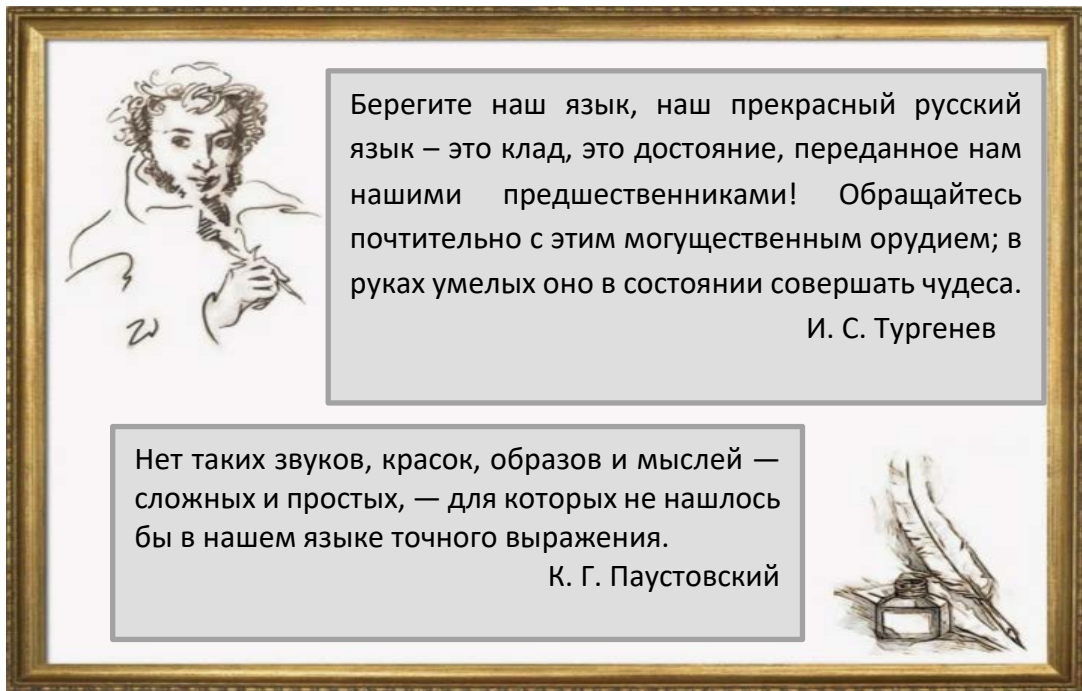 Берегите наш язык, наш прекрасный русский
язык – это клад, это достояние, переданное нам
нашими предшественниками! Обращайтесь
почтительно с этим могущественным орудием; в
руках умелых оно в состоянии совершать чудеса.
И. С. Тургенев
Нет таких звуков, красок, образов и мыслей —
сложных и простых, — для которых не нашлось
бы в нашем языке точного выражения.
К. Г. Паустовский